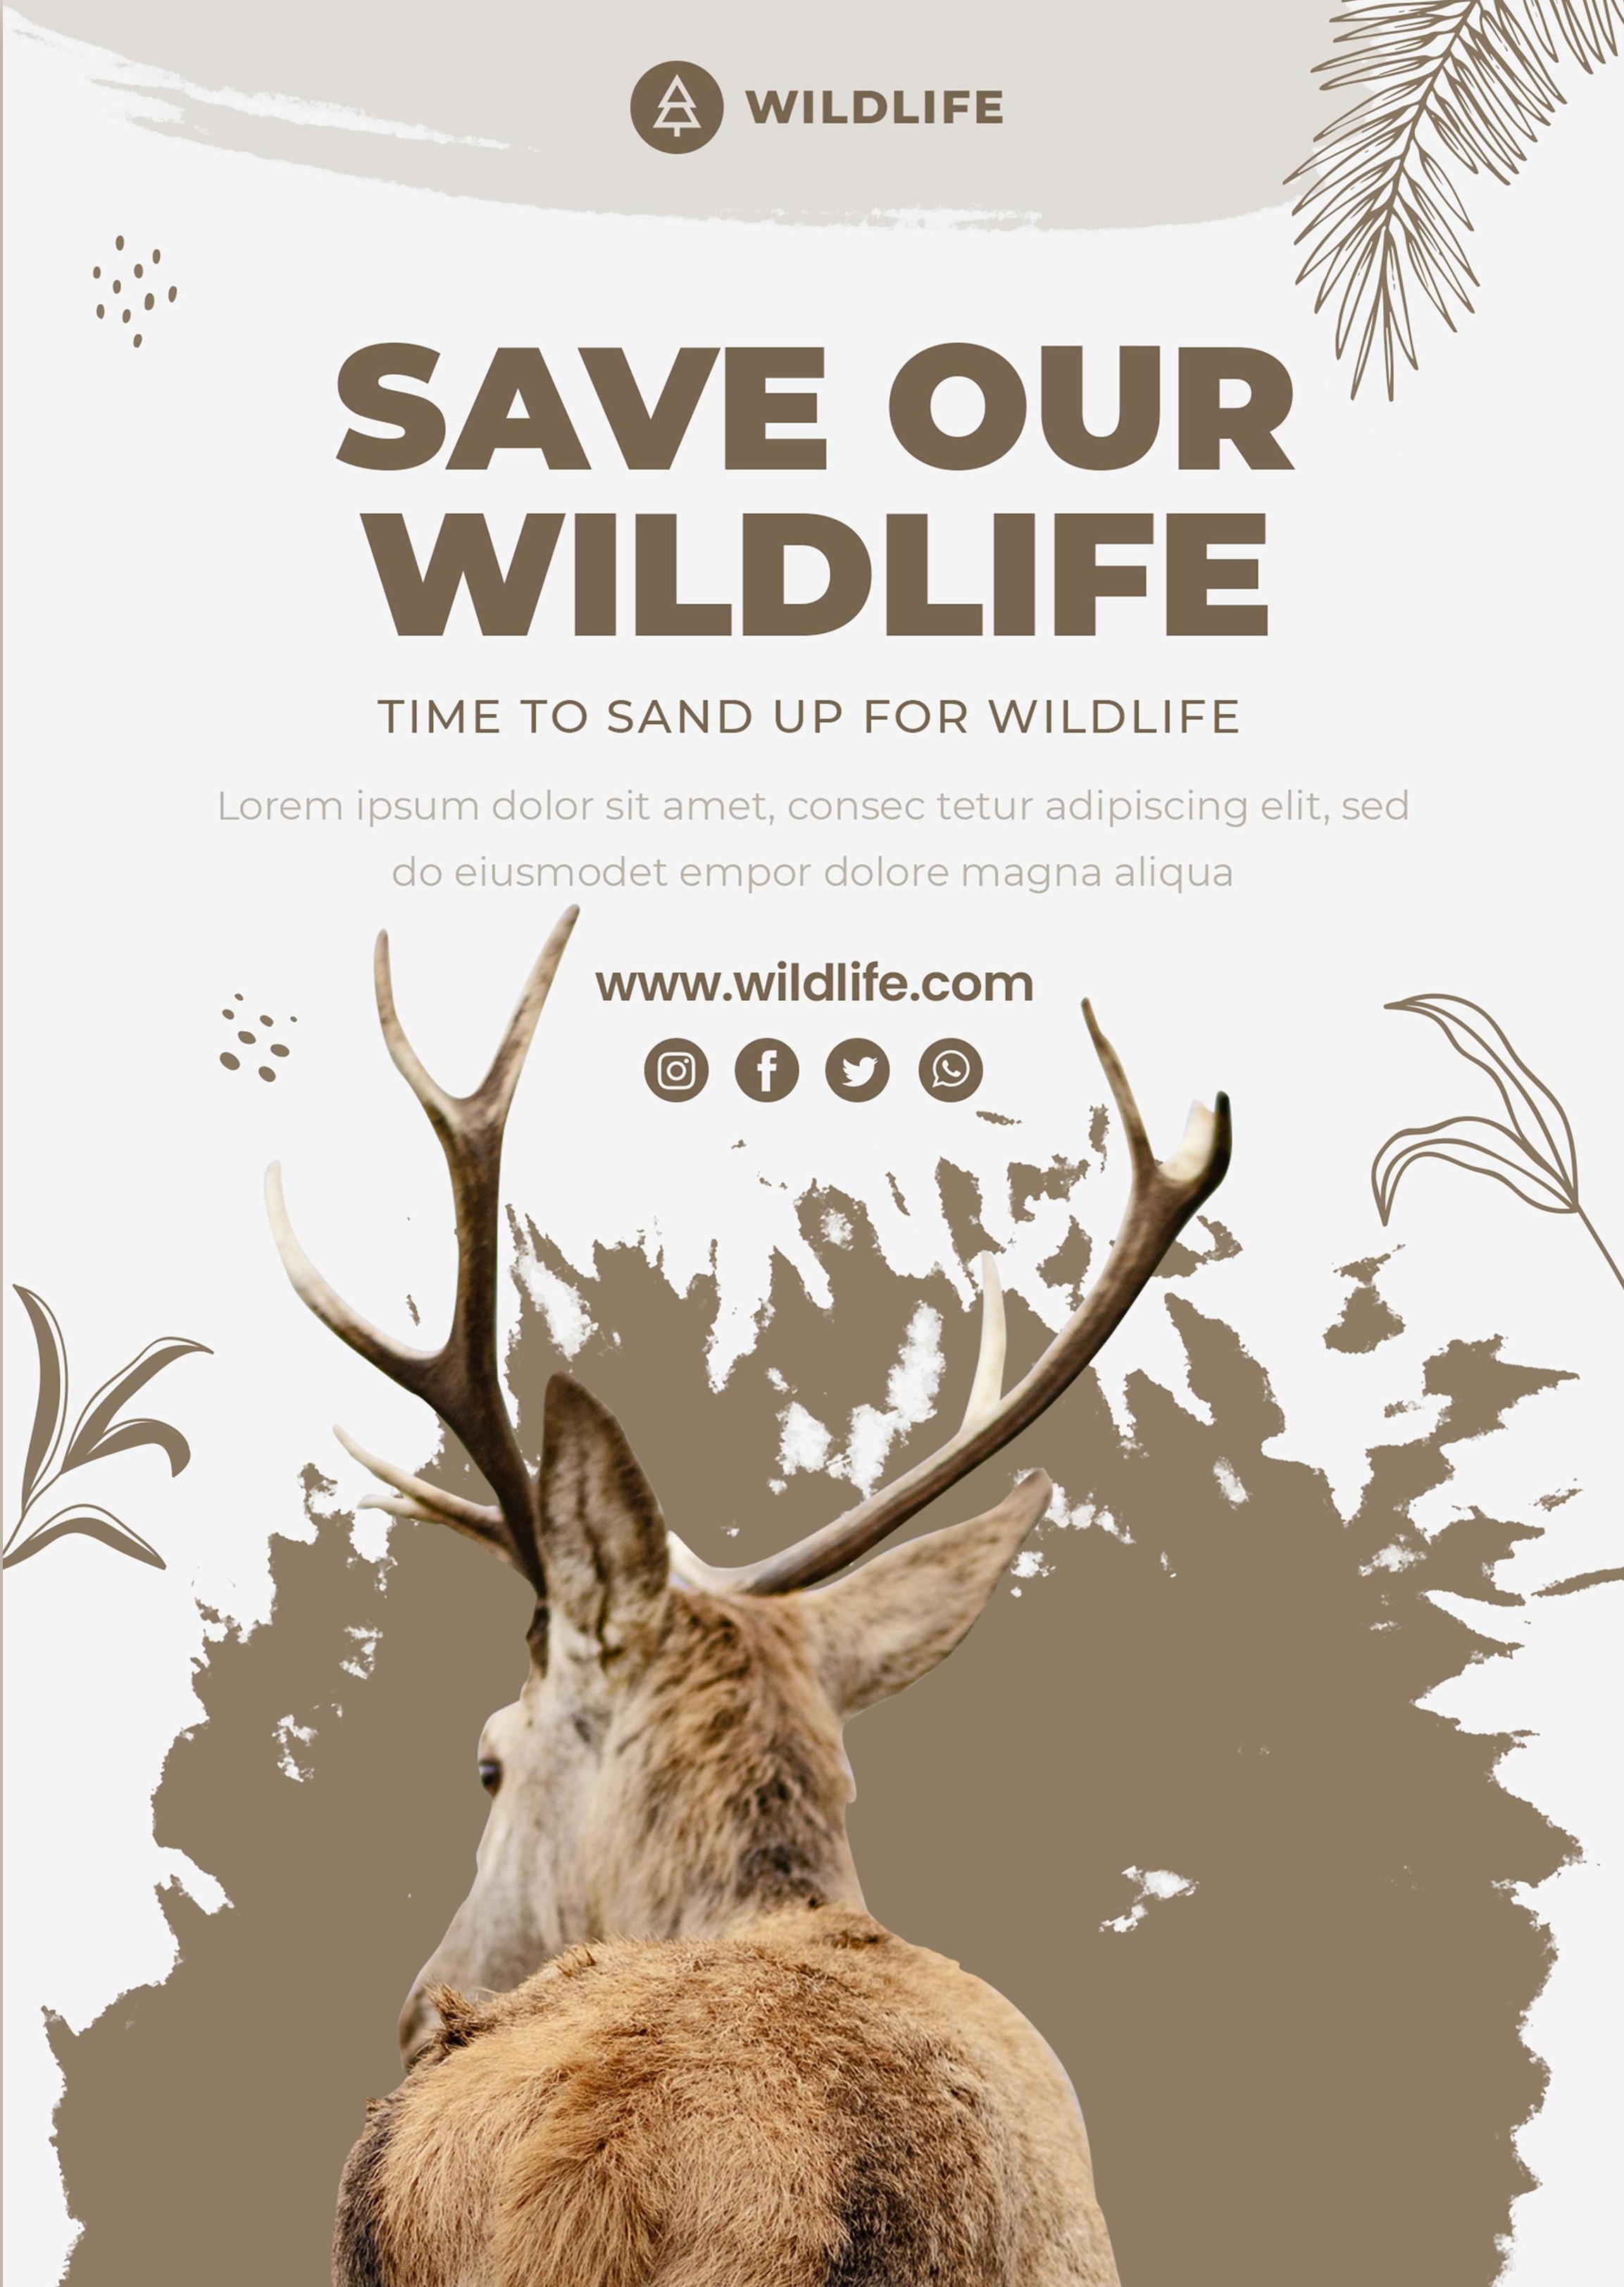 WILDLIFE
SAVE OUR
WILDLIFE
TIME TO SAND UP FOR WILDLIFE
Lorem ipsum dolor sit amet, consec tetur adipiscing elit, sed
do eiusmodet empor dolore magna aliqua
www.wildlife.com